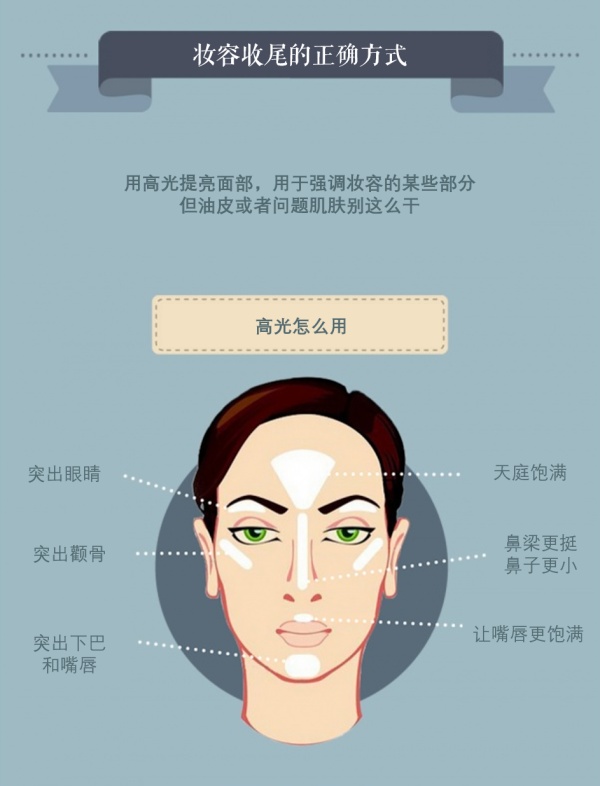 妆容收尾的正确方式
用高光提亮面部，用于强调妆容的某些部分
但油皮或者问题肌肤别这么干
高光怎么用
突出眼睛
天庭饱满
突出颧骨
鼻梁更挺
鼻子更小
突出下巴
和嘴唇
让嘴唇更饱满